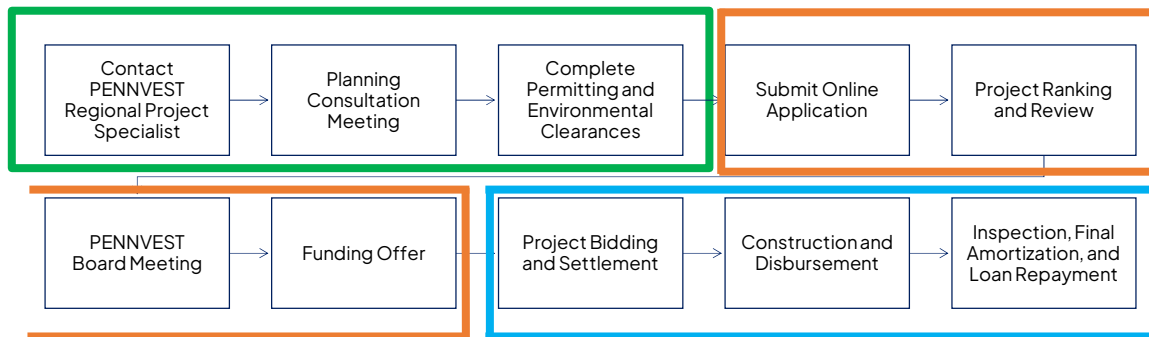 Contact
PENNVEST
Regional Project
Specialist
Planning
Consultation
Meeting
Complete
Permitting and
Environmental
Clearances
Submit Online
Application
Project Ranking
and Review
PENNVEST
Board Meeting
Funding Offer
Project Bidding
and Settlement
Construction and
Disbursement
Inspection, Final
Amortization, and
Loan Repayment